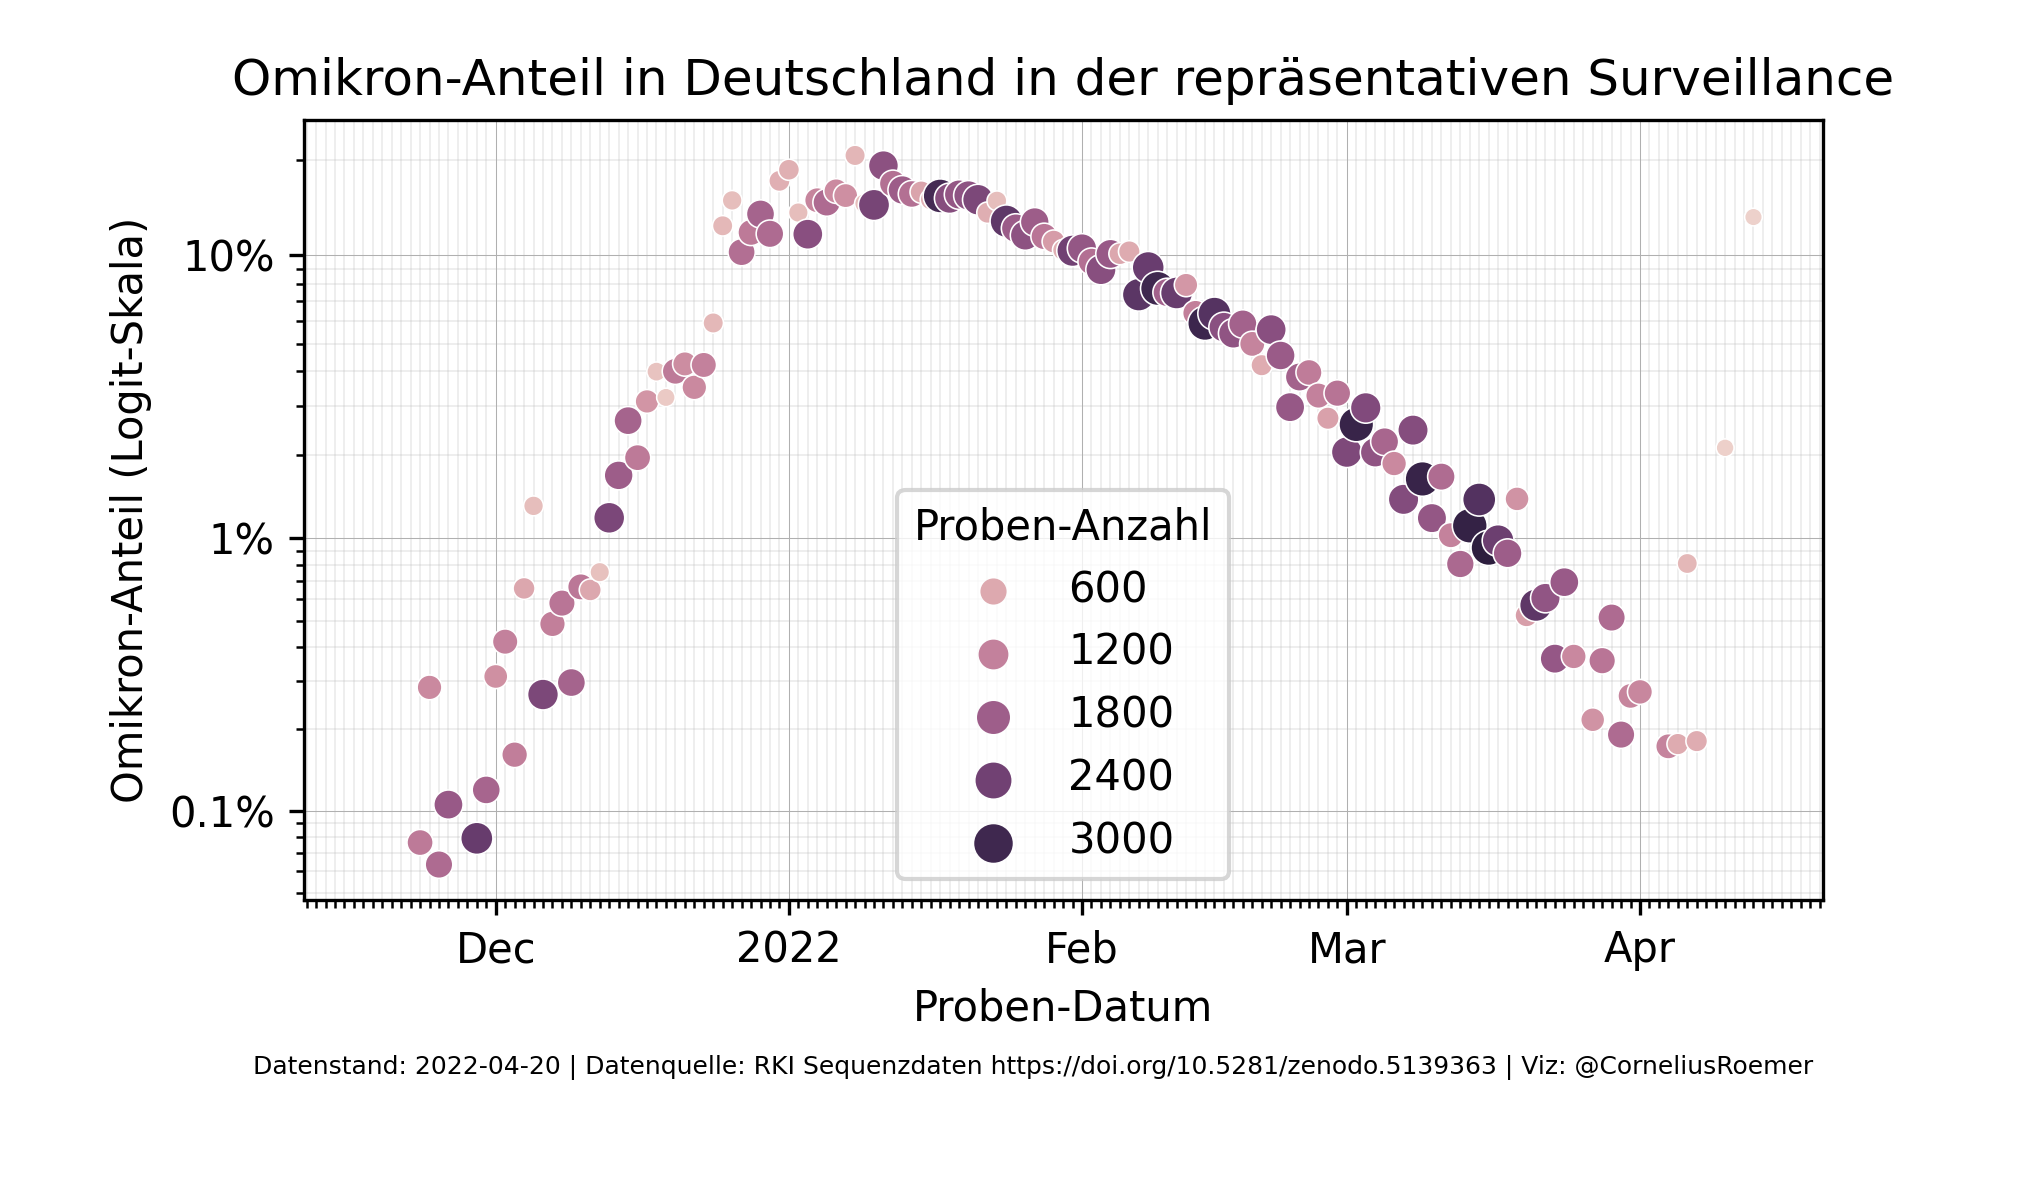 Omikron-Anteil in Deutschland in der repräsentativen Surveillance
Omikron-Anteil (Logit-Skala)
10%
1%
0.1%
Proben-Anzahl
600
1200
1800
2400
3000
Dec
2022
Feb
Mar
Apr
Proben-Datum
Datenstand: 2022-04-20 | Datenquelle: RKI Sequenzdaten https://doi.org/10.5281/zenodo.5139363 | Viz: @CorneliusRoemer